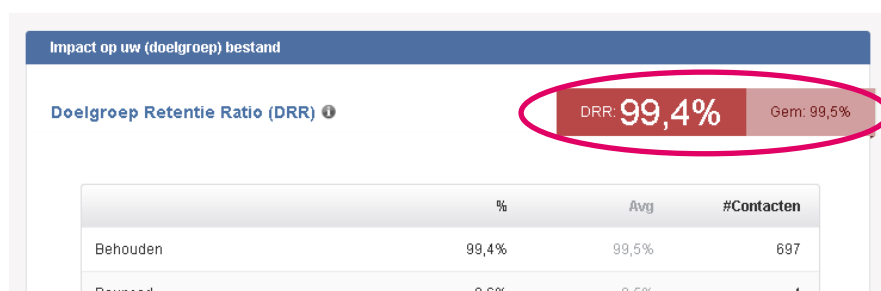 Impact op uw (doelgroep) bestand
Doelgroep Retentie Ratio (DRR)
DRR: 99,4% Gem: 99,5%
% Avg #Contacten
Behouden 99,4% 99,5% 697